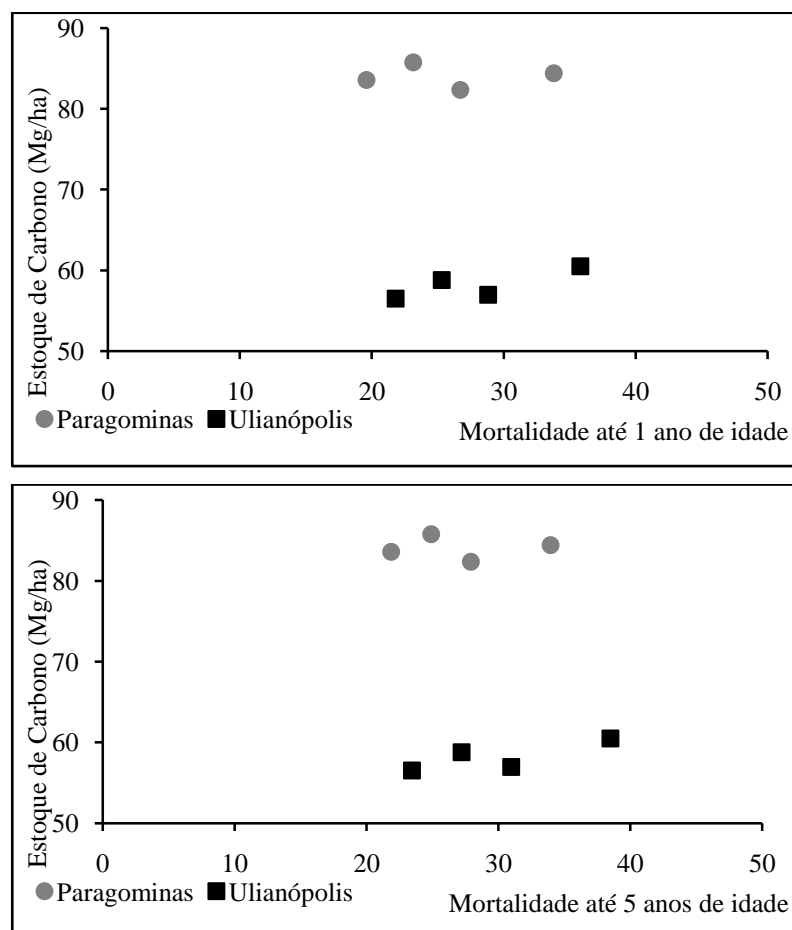 90
80
70
60
50
Estoque de Carbono (Mg/ha)
0 10 20 30 40 50
Paragominas Ulianópolis
Mortalidade até 1 ano de idade
90
80
70
60
50
Estoque de Carbono (Mg/ha)
0 10 20 30 40 50
Paragominas Ulianópolis
Mortalidade até 5 anos de idade